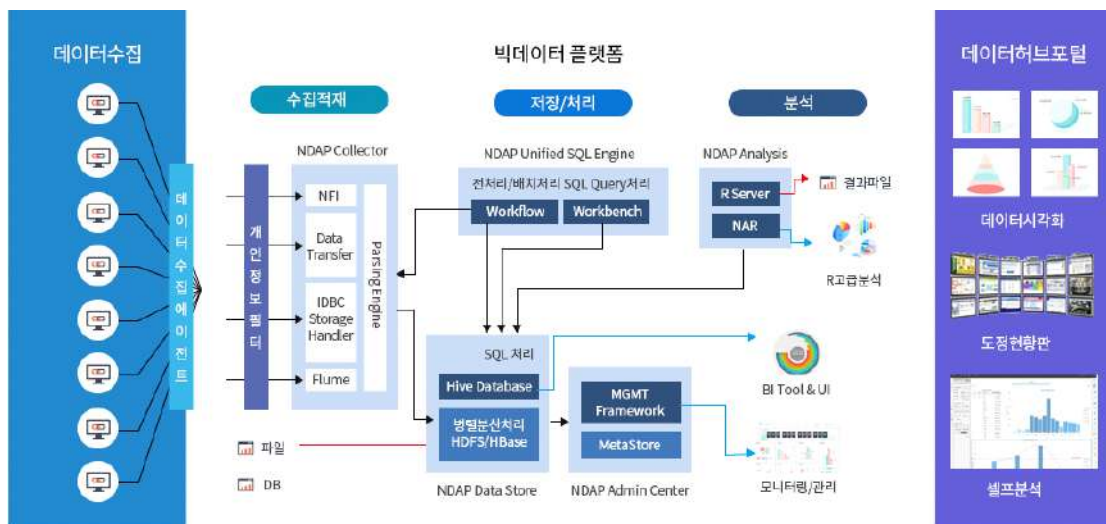 데이터수집
데이터수집에이전트
빅데이터 플랫폼
수집적재
저장/처리
분석
개인정보필터
NDAP Collector
NFI
Data
Transfer
IDBC
Storage
Handler
Flume
Parsing Engine
파일
DB
NDAP Unified SQL Engine
전처리/배치처리 SQL Query처리
Workflow
Workbench
NDAP Analysis
R Server
NAR
결과파일
R고급분석
SQL 처리
Hive Database
병렬분산처리
HDFS/HBase
NDAP Data Store
MGMT
Framework
MetaStore
NDAP Admin Center
BI Tool & UI
모니터링/관리
데이터허브포털
데이터시각화
도정현황판
셀프분석